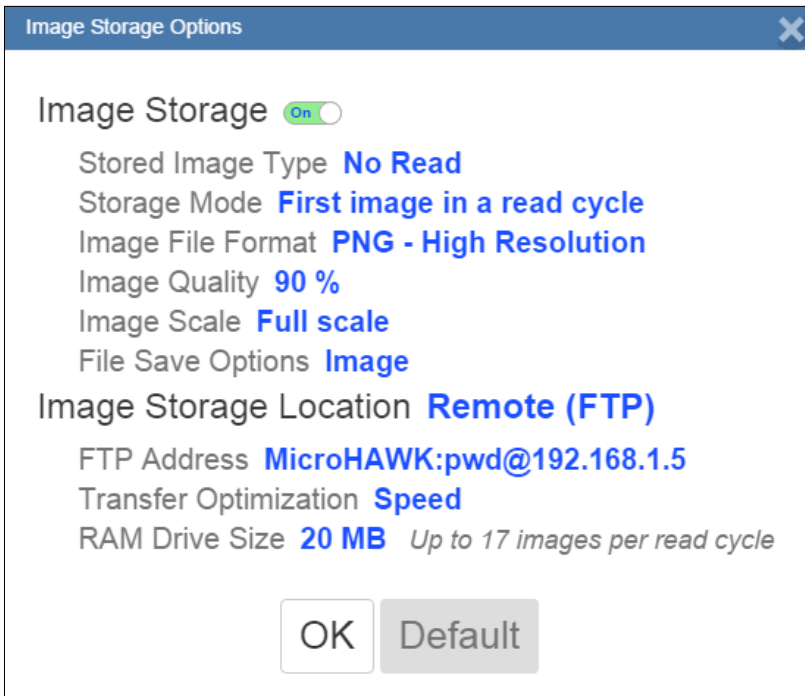 Image Storage Options
Image Storage On
Stored Image Type No Read
Storage Mode First image in a read cycle
Image File Format PNG - High Resolution
Image Quality 90 %
Image Scale Full scale
File Save Options Image
Image Storage Location Remote (FTP)
FTP Address MicroHAWK:pwd@192.168.1.5
Transfer Optimization Speed
RAM Drive Size 20 MB Up to 17 images per read cycle
OK Default